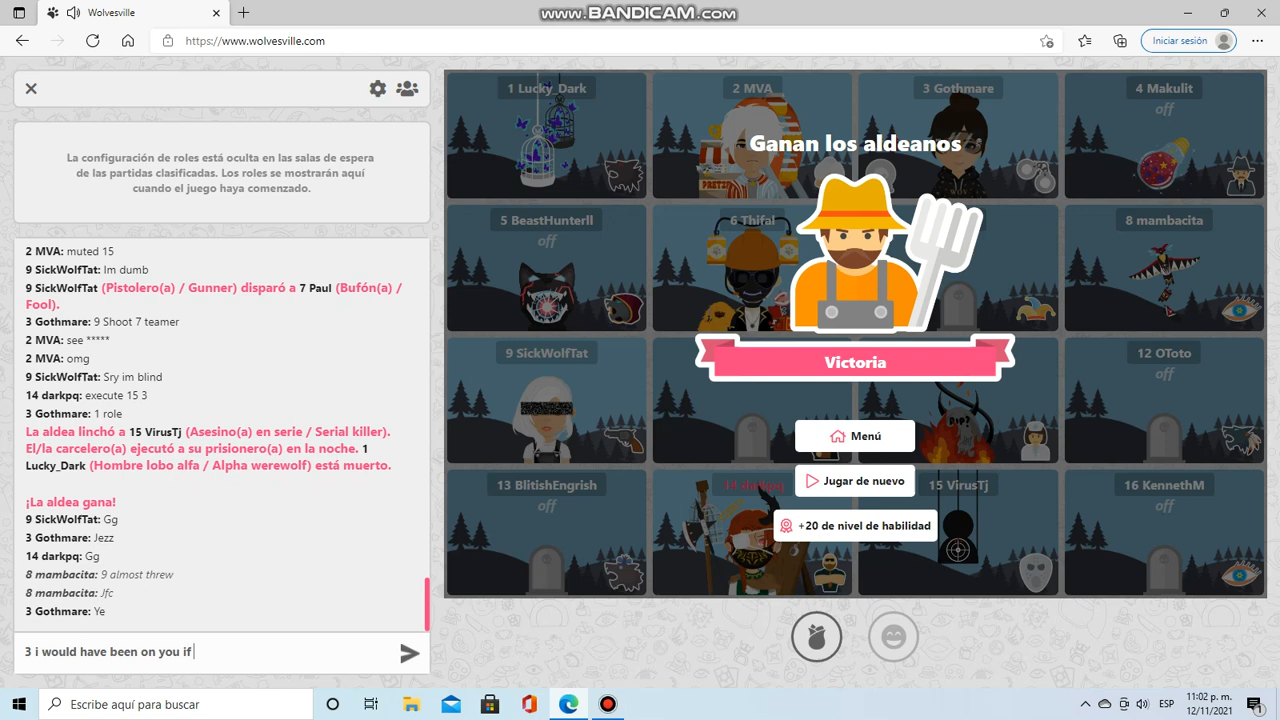 Wolvesville
www.BANDICAM.com
https://www.wolvesville.com
Iniciar sesión
La configuración de roles está oculta en las salas de espera
de las partidas clasificadas. Los roles se mostrarán aquí
cuando el juego haya comenzado.
2 MVA: muted 15
9 SickWolfTat: Im dumb
9 SickWolfTat (Pistolero(a) / Gunner) disparó a 7 Paul (Bufón(a) /
Fool).
3 Gothmare: 9 Shoot 7 teamer
2 MVA: see *****
2 MVA: omg
9 SickWolfTat: Sry im blind
14 darkpq: execute 15 3
3 Gothmare: 1 role
La aldea linchó a 15 VirusTj (Asesino(a) en serie / Serial killer).
El/la carcelero(a) ejecutó a su prisionero(a) en la noche. 1
Lucky_Dark (Hombre lobo alfa / Alpha werewolf) está muerto.
¡La aldea gana!
9 SickWolfTat: Gg
3 Gothmare: Jezz
14 darkpq: Gg
8 mambacita: 9 almost threw
8 mambacita: Jfc
3 Gothmare: Ye
3 i would have been on you if
1 Lucky_Dark
2 MVA
3 Gothmare
4 Makulit
off
Ganan los aldeanos
PRETZ
5 BeastHunterII
off
6 Thifal
8 mambacita
9 SickWolfTat
Victoria
12 OToto
off
RIP?
Menú
Jugar de nuevo
+20 de nivel de habilidad
13 BlitishEngrish
off
14 darkpq
15 VirusTj
16 KennethM
off
Escribe aquí para buscar
ESP
11:02 p. m.
12/11/2021
1